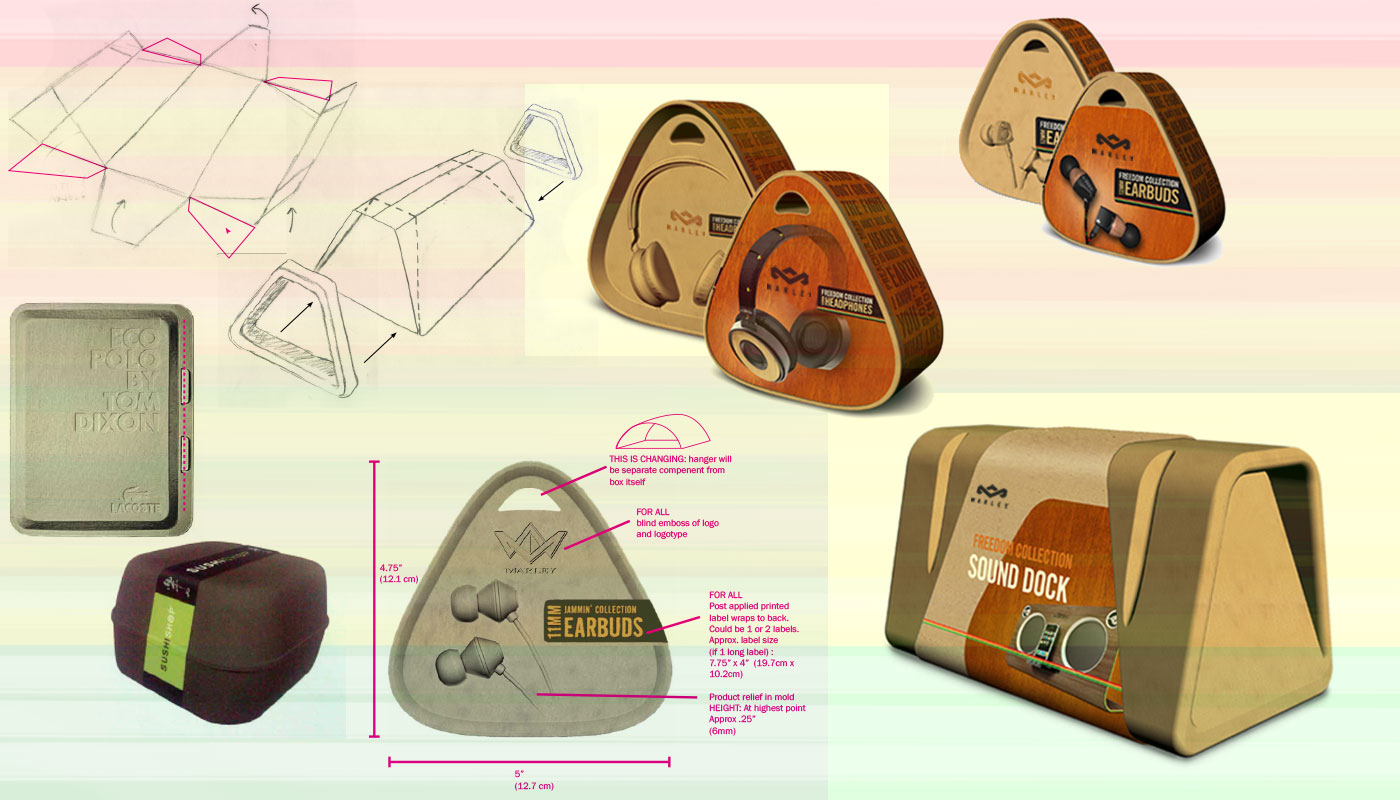 MARLEY
FREEDOM COLLECTION
EARBUDS
MARLEY
FREEDOM COLLECTION
HEADPHONES
ECO
POLO
BY
TOM
DIXON
LACOSTE
SUSHISHOP
SUSHISHOP
4.75"
(12.1 cm)
MARLEY
11MM
JAMMIN' COLLECTION
EARBUDS
5"
(12.7 cm)
THIS IS CHANGING: hanger will
be separate compenent from
box itself
FOR ALL
blind emboss of logo
and logotype
FOR ALL
Post applied printed
label wraps to back.
Could be 1 or 2 labels.
Approx. label size
(if 1 long label) :
7.75" x 4" (19.7cm x
10.2cm)
Product relief in mold
HEIGHT: At highest point
Approx .25"
(6mm)
MARLEY
FREEDOM COLLECTION
SOUND DOCK